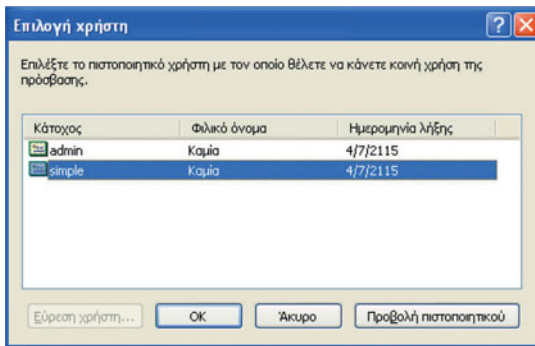 Επιλογή χρήστη
Επιλέξτε το πιστοποιητικό χρήστη με τον οποίο θέλετε να κάνετε κοινή χρήση της
πρόσβασης.
Κάτοχος Φιλικό όνομα Ημερομηνία λήξης
admin Καμία 4/7/2115
simple Καμία 4/7/2115
Εύρεση χρήστη... OK Άκυρο Προβολή πιστοποιητικού